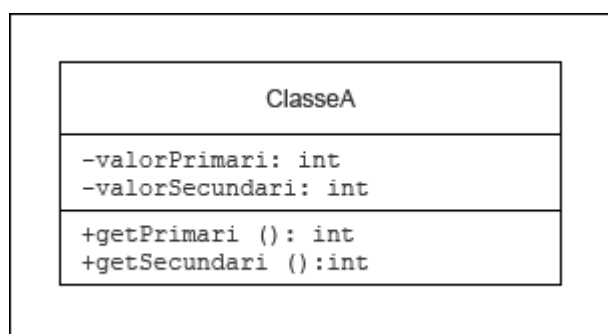 ClasseA
-valorPrimari: int
-valorSecundari: int
+getPrimari (): int
+getSecundari ():int